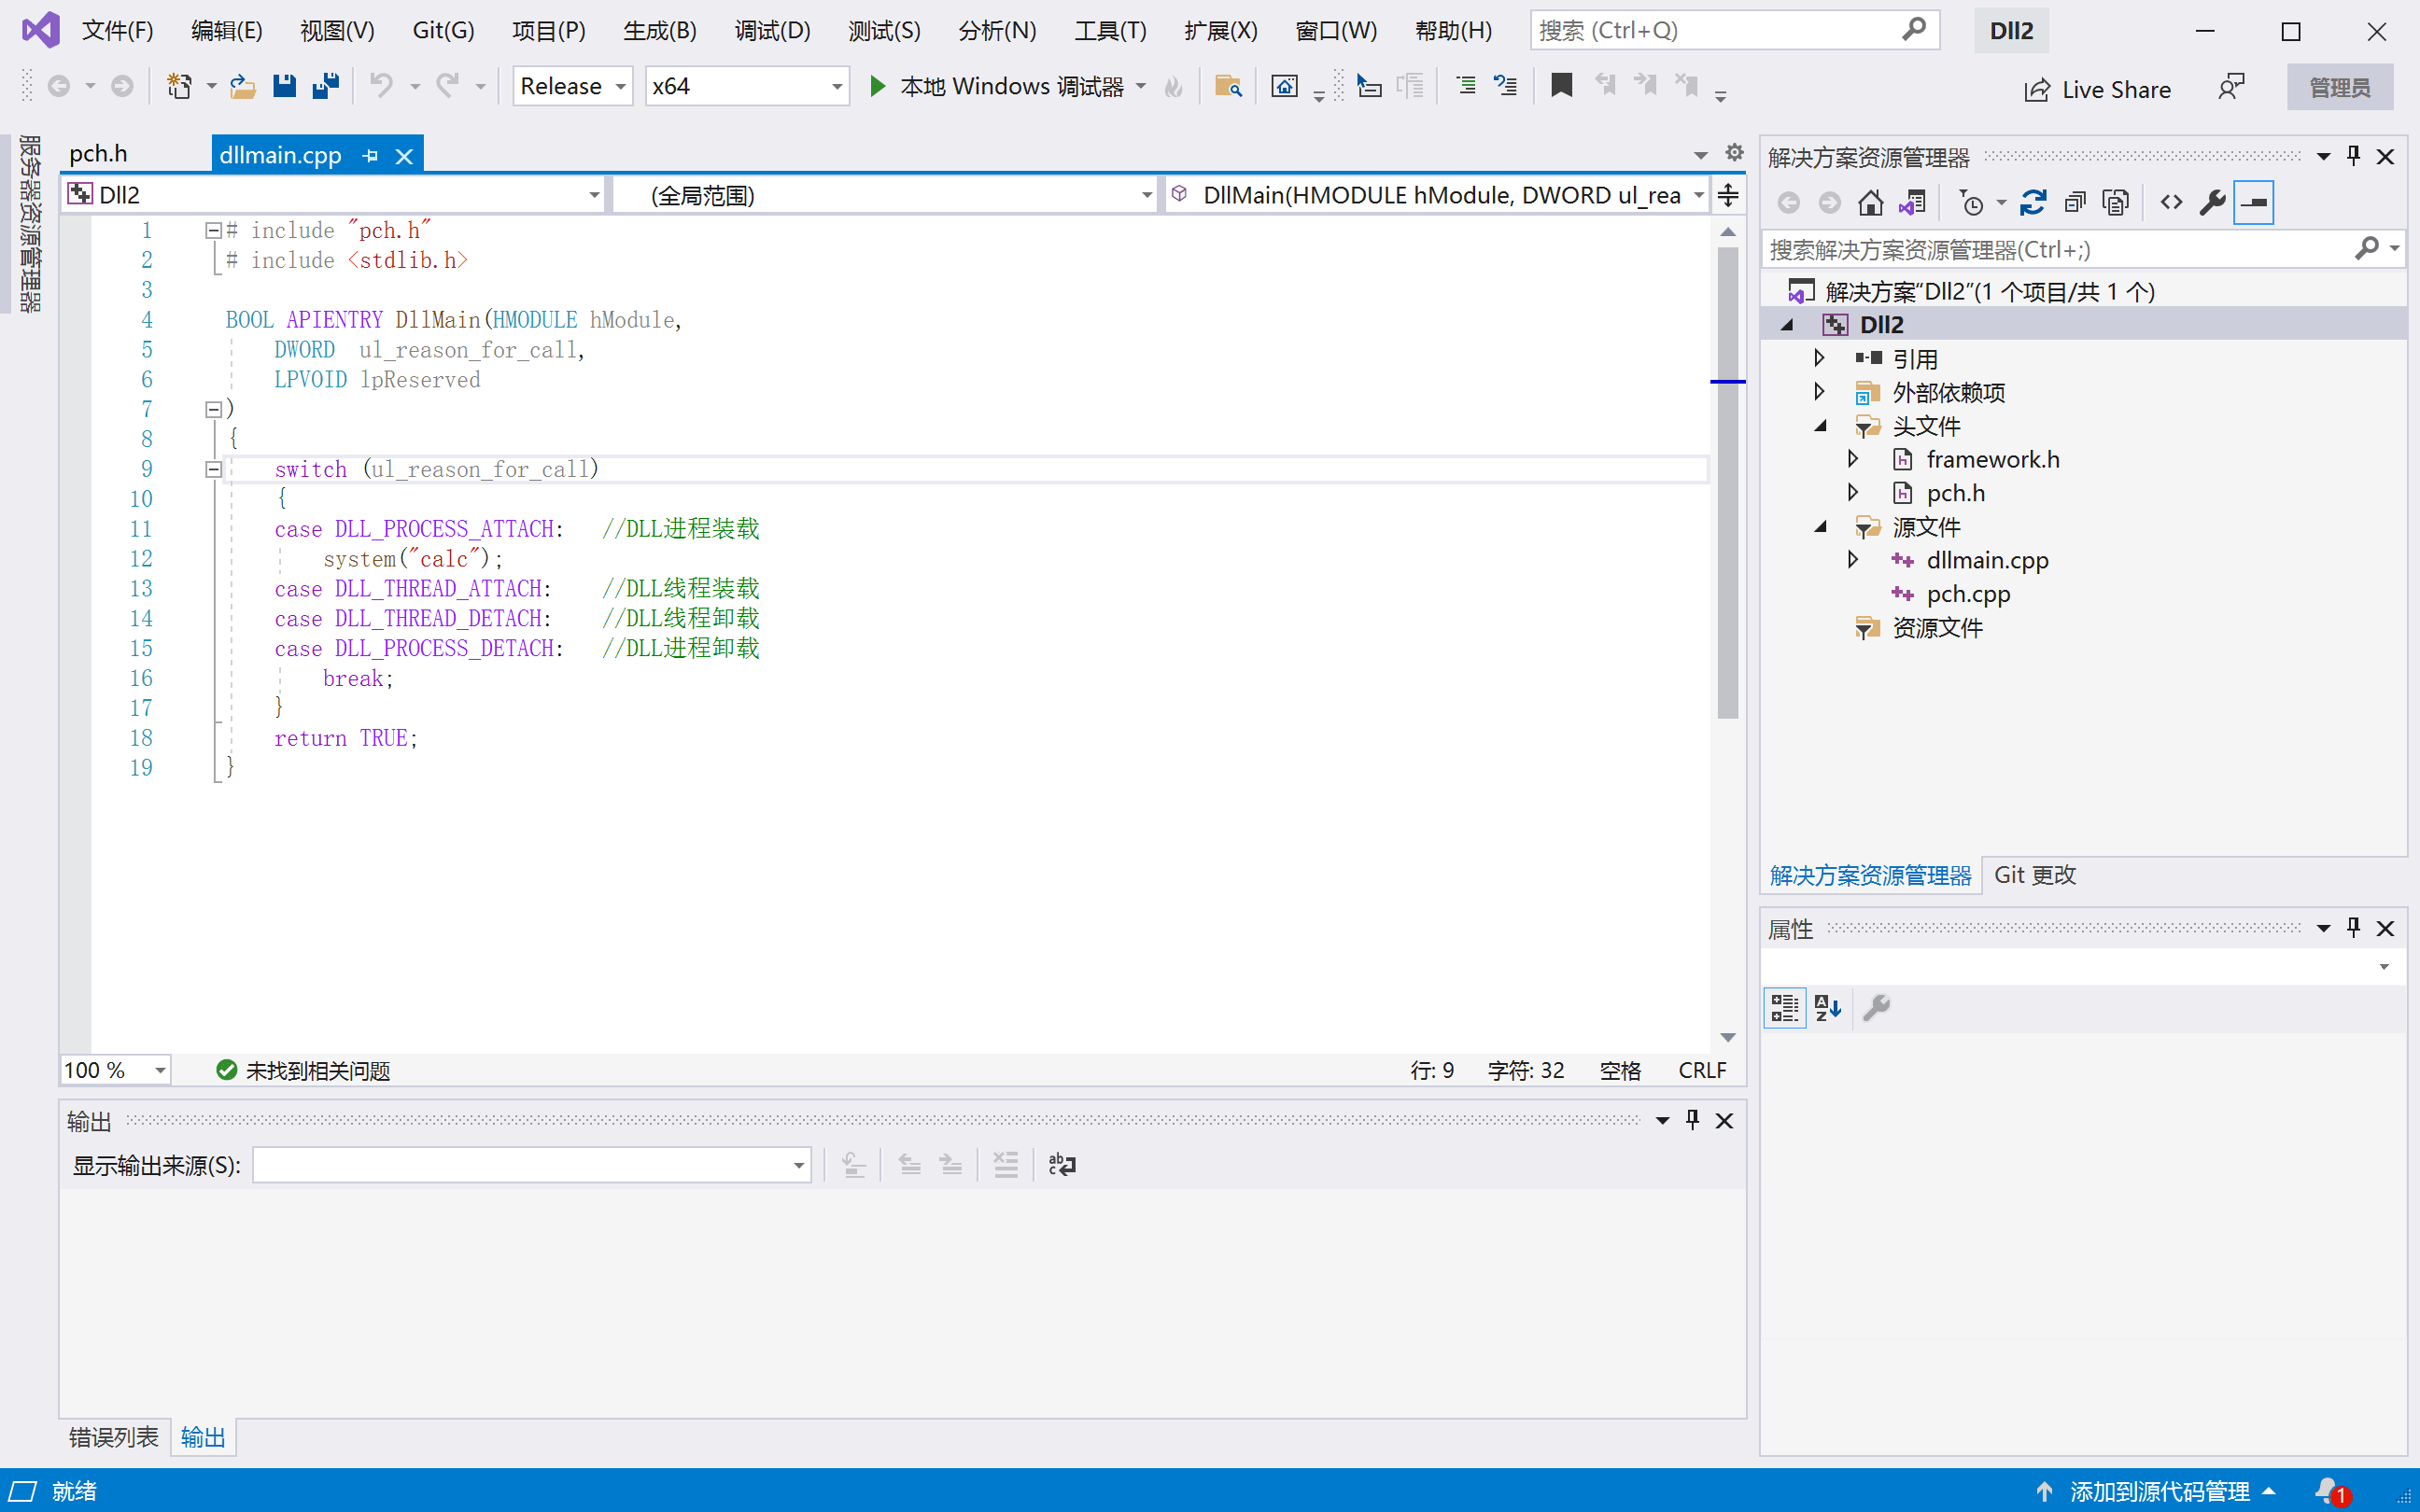 文件(F) 编辑(E) 视图(V) Git(G) 项目(P) 生成(B) 调试(D) 测试(S) 分析(N) 工具(T) 扩展(X) 窗口(W) 帮助(H) 搜索 (Ctrl+Q) Dll2
Release x64 本地 Windows 调试器 Live Share 管理员
服务器资源管理器
pch.h dllmain.cpp
Dll2 (全局范围) DllMain(HMODULE hModule, DWORD ul_rea
1 # include "pch.h"
2 # include <stdlib.h>
3
4 BOOL APIENTRY DllMain(HMODULE hModule,
5 DWORD  ul_reason_for_call,
6 LPVOID lpReserved
7 )
8 {
9 switch (ul_reason_for_call)
10 {
11 case DLL_PROCESS_ATTACH:   //DLL进程装载
12 system("calc");
13 case DLL_THREAD_ATTACH:    //DLL线程装载
14 case DLL_THREAD_DETACH:    //DLL线程卸载
15 case DLL_PROCESS_DETACH:   //DLL进程卸载
16 break;
17 }
18 return TRUE;
19 }
100 % 未找到相关问题 行: 9 字符: 32 空格 CRLF
输出
显示输出来源(S):
错误列表 输出
解决方案资源管理器
搜索解决方案资源管理器(Ctrl+;)
解决方案"Dll2"(1 个项目/共 1 个)
Dll2
引用
外部依赖项
头文件
framework.h
pch.h
源文件
dllmain.cpp
pch.cpp
资源文件
解决方案资源管理器 Git 更改
属性
就绪 添加到源代码管理 1